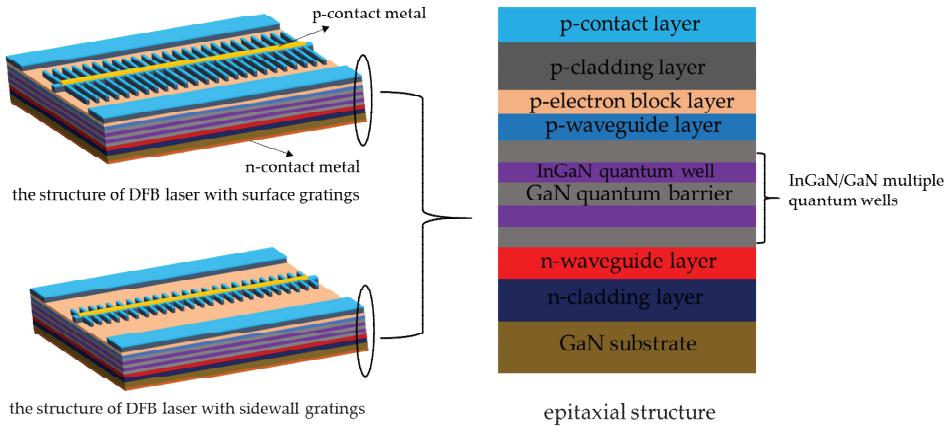 p-contact metal
n-contact metal
the structure of DFB laser with surface gratings
the structure of DFB laser with sidewall gratings
p-contact layer
p-cladding layer
p-electron block layer
p-waveguide layer
InGaN quantum well
GaN quantum barrier
n-waveguide layer
n-cladding layer
GaN substrate
epitaxial structure
InGaN/GaN multiple
quantum wells